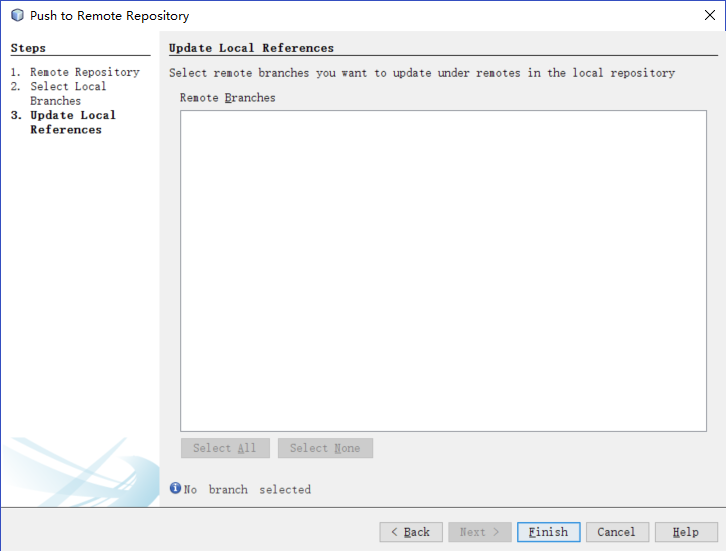 Push to Remote Repository
Steps
1. Remote Repository
2. Select Local
Branches
3. Update Local
References
Update Local References
Select remote branches you want to update under remotes in the local repository
Remote Branches
Select All
Select None
No branch selected
< Back
Next >
Finish
Cancel
Help